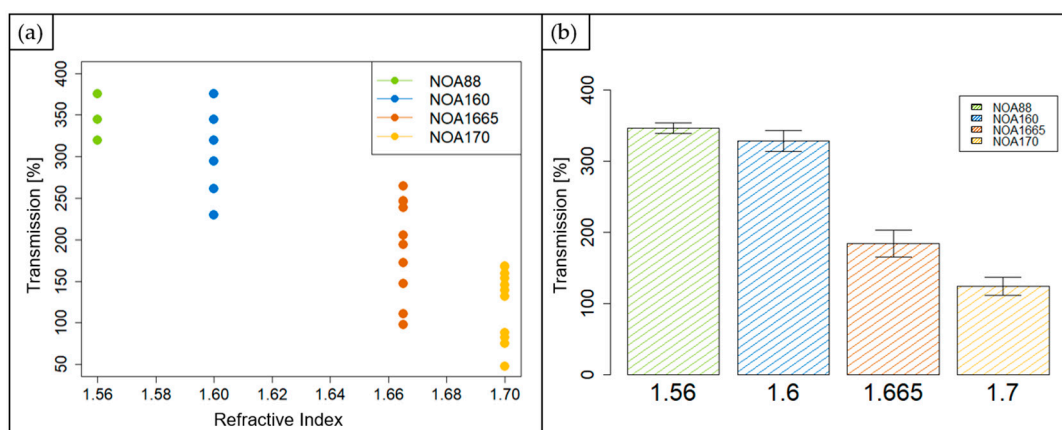 (a)
Transmission [%]
400
350
300
250
200
150
100
50
1.56
1.58
1.60
1.62
1.64
1.66
1.68
1.70
Refractive Index
NOA88
NOA160
NOA1665
NOA170
(b)
Transmission [%]
400
300
200
100
0
1.56
1.6
1.665
1.7
NOA88
NOA160
NOA1665
NOA170